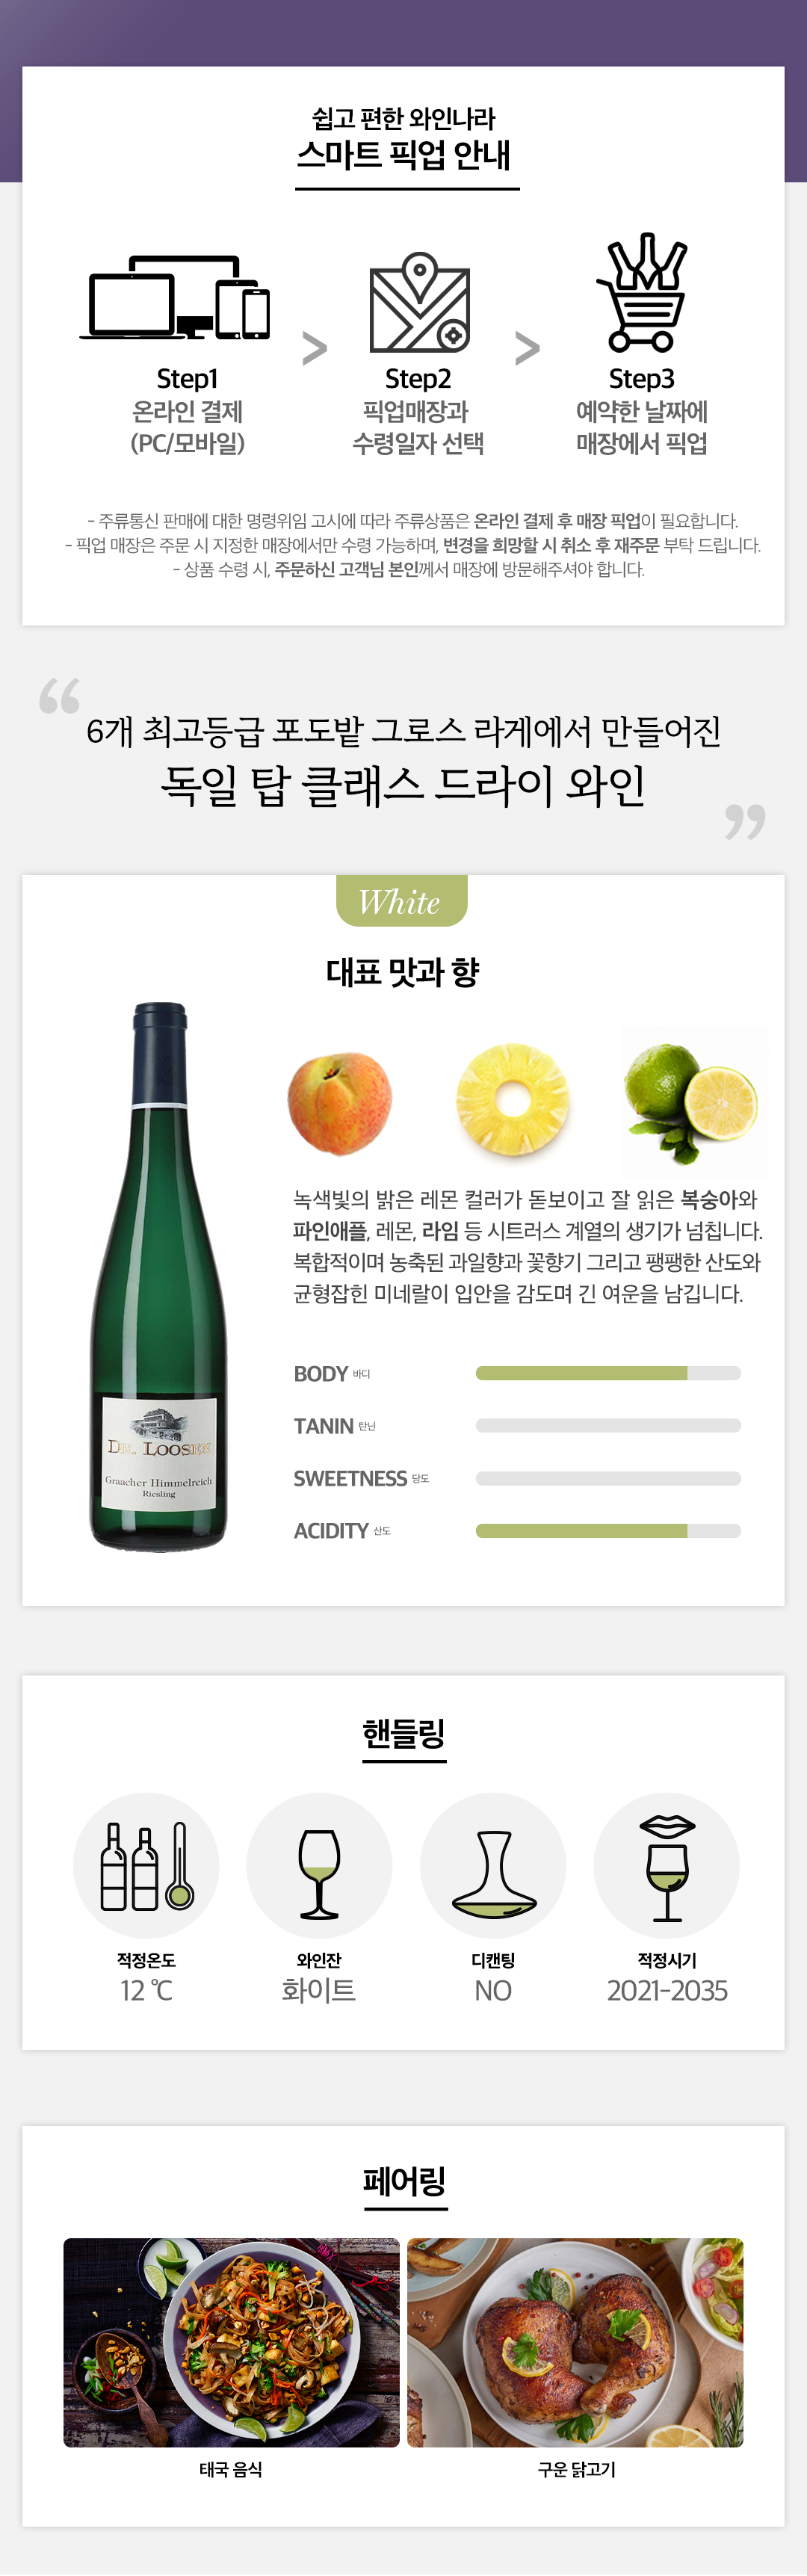 쉽고 편한 와인나라
스마트 픽업 안내
Step1
온라인 결제
(PC/모바일)
>
Step2
픽업매장과
수령일자 선택
>
Step3
예약한 날짜에
매장에서 픽업
- 주류통신 판매에 대한 명령위임 고시에 따라 주류상품은 온라인 결제 후 매장 픽업이 필요합니다.
- 픽업 매장은 주문 시 지정한 매장에서만 수령 가능하며, 변경을 희망할 시 취소 후 재주문 부탁 드립니다.
- 상품 수령 시, 주문하신 고객님 본인께서 매장에 방문해주셔야 합니다.
“
6개 최고등급 포도밭 그로스 라게에서 만들어진
독일 탑 클래스 드라이 와인
”
White
대표 맛과 향
녹색빛의 밝은 레몬 컬러가 돋보이고 잘 익은 복숭아와
파인애플, 레몬, 라임 등 시트러스 계열의 생기가 넘칩니다.
복합적이며 농축된 과일향과 꽃향기 그리고 팽팽한 산도와
균형잡힌 미네랄이 입안을 감도며 긴 여운을 남깁니다.
BODY 바디
TANIN 탄닌
SWEETNESS 당도
ACIDITY 산도
DR. LOOSEN
Graacher Himmelreich
Riesling
핸들링
적정온도
12 ℃
와인잔
화이트
디캔팅
NO
적정시기
2021-2035
페어링
태국 음식
구운 닭고기